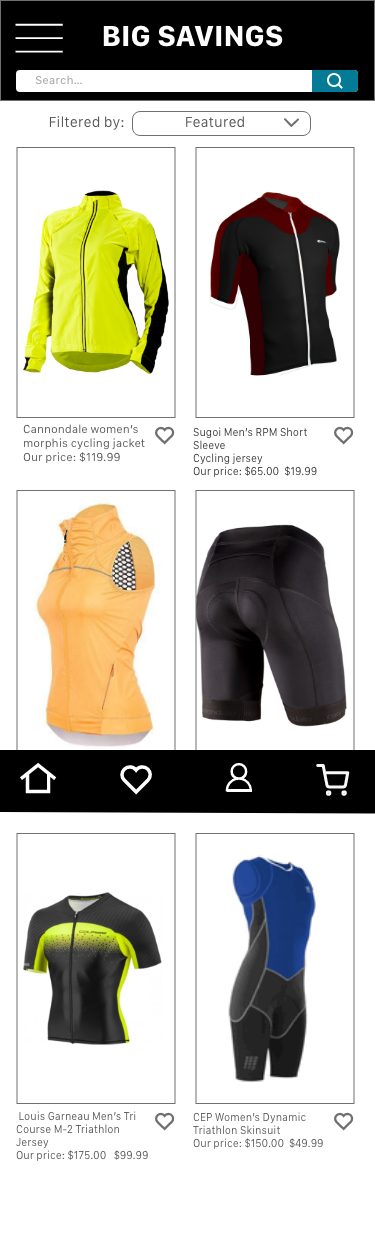 BIG SAVINGS
Search...
Filtered by:
Featured
Cannondale women's
morphis cycling jacket
Our price: $119.99
Sugoi Men's RPM Short
Sleeve
Cycling jersey
Our price: $65.00 $19.99
Louis Garneau Men's Tri
Course M-2 Triathlon
Jersey
Our price: $175.00 $99.99
CEP Women's Dynamic
Triathlon Skinsuit
Our price: $150.00 $49.99